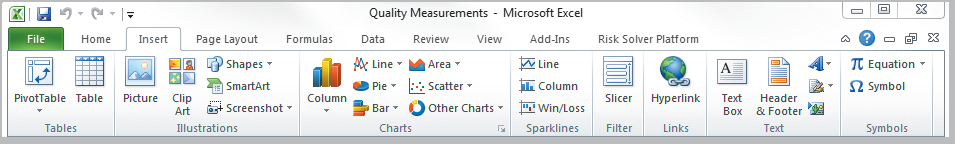 Quality Measurements - Microsoft Excel
File Home Insert Page Layout Formulas Data Review View Add-Ins Risk Solver Platform
PivotTable Table Picture Clip Art Shapes SmartArt Screenshot Column Line Pie Bar Area Scatter Other Charts Line Column Win/Loss Slicer Hyperlink Text Box Header & Footer A Equation Symbol
Tables Illustrations Charts Sparklines Filter Links Text Symbols